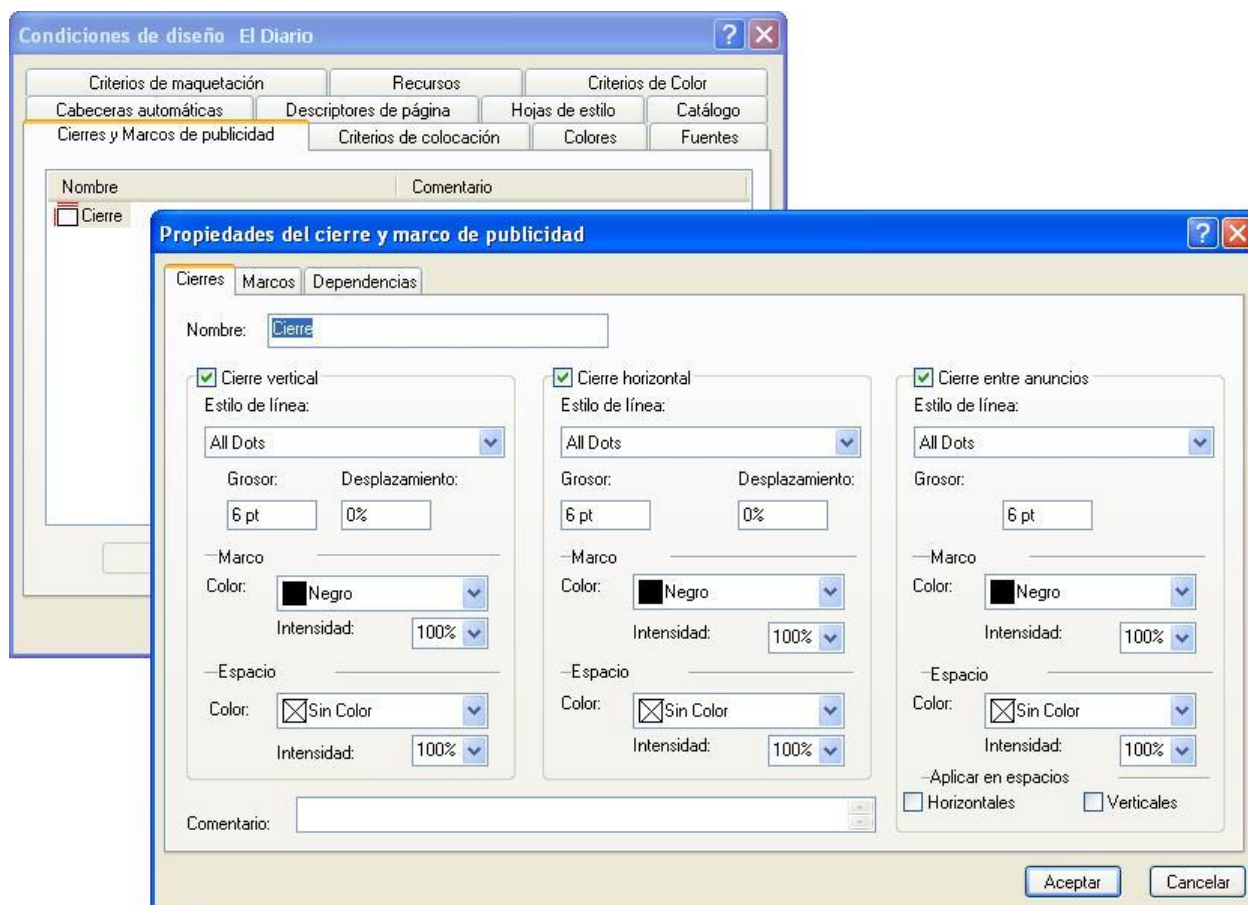 Condiciones de diseño El Diario
Criterios de maquetación Recursos Criterios de Color
Cabeceras automáticas Descriptores de página Hojas de estilo Catálogo
Cierres y Marcos de publicidad Criterios de colocación Colores Fuentes
Nombre Comentario
Cierre
Propiedades del cierre y marco de publicidad
Cierres Marcos Dependencias
Nombre: Cierre
Cierre vertical
Estilo de línea:
All Dots
Grosor: Desplazamiento:
6 pt 0%
Marco
Color: Negro
Intensidad: 100%
Espacio
Color: Sin Color
Intensidad: 100%
Cierre horizontal
Estilo de línea:
All Dots
Grosor: Desplazamiento:
6 pt 0%
Marco
Color: Negro
Intensidad: 100%
Espacio
Color: Sin Color
Intensidad: 100%
Cierre entre anuncios
Estilo de línea:
All Dots
Grosor:
6 pt
Marco
Color: Negro
Intensidad: 100%
Espacio
Color: Sin Color
Intensidad: 100%
Aplicar en espacios
Horizontales Verticales
Comentario:
Aceptar Cancelar